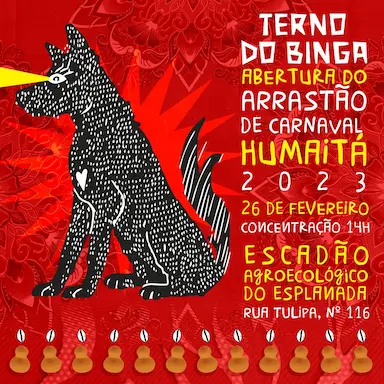 TERNO
DO BINGA
ABERTURA DO
ARRASTÃO
DE CARNAVAL
HUMAITÁ
2023
26 DE FEVEREIRO
CONCENTRAÇÃO 14H
ESCADÃO
AGROECOLÓGICO
DO ESPLANADA
RUA TULIPA, Nº 116